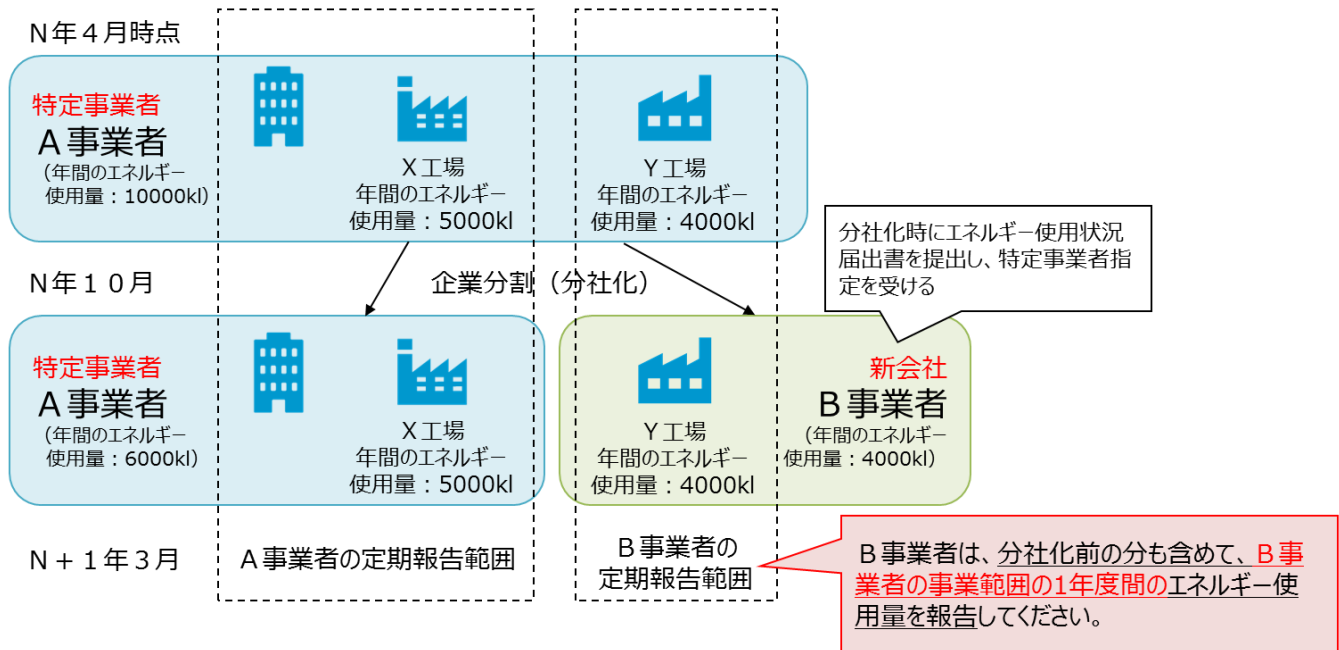 Ｎ年４月時点
特定事業者
Ａ事業者
（年間のエネルギー
使用量：10000kl）
Ｘ工場
年間のエネルギー
使用量：5000kl
Ｙ工場
年間のエネルギー
使用量：4000kl
分社化時にエネルギー使用状況
届出書を提出し、特定事業者指
定を受ける
Ｎ年１０月
企業分割（分社化）
特定事業者
Ａ事業者
（年間のエネルギー
使用量：6000kl）
Ｘ工場
年間のエネルギー
使用量：5000kl
Ｙ工場
年間のエネルギー
使用量：4000kl
新会社
Ｂ事業者
（年間のエネルギー
使用量：4000kl）
Ｎ＋１年３月
Ａ事業者の定期報告範囲
Ｂ事業者の
定期報告範囲
Ｂ事業者は、分社化前の分も含めて、Ｂ事
業者の事業範囲の1年度間のエネルギー使
用量を報告してください。